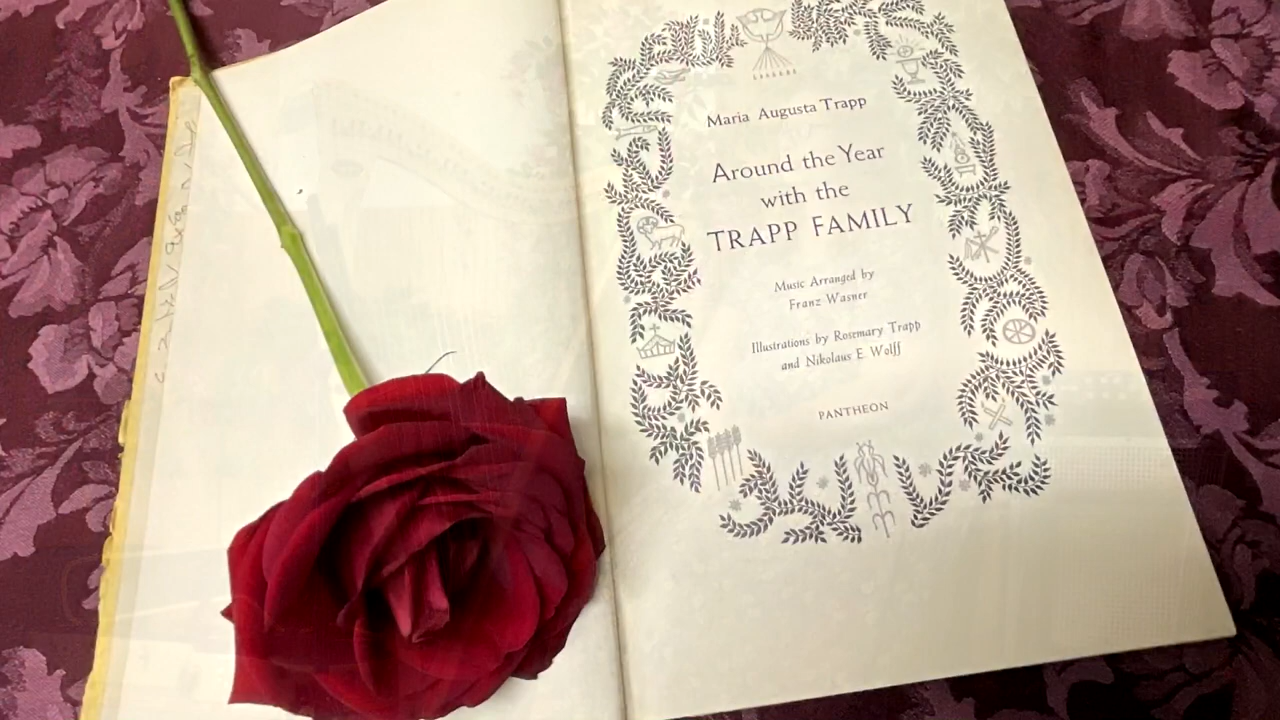 Maria Augusta Trapp
Around the Year
with the
TRAPP FAMILY
Music Arranged by
Franz Wasner
Illustrations by Rosemary Trapp
and Nikolaus E. Wolff
PANTHEON